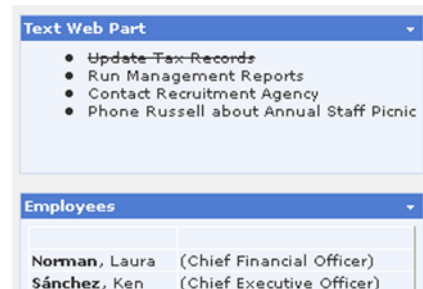 Text Web Part
• Update Tax Records
• Run Management Reports
• Contact Recruitment Agency
• Phone Russell about Annual Staff Picnic
Employees
Norman, Laura (Chief Financial Officer)
Sánchez, Ken (Chief Executive Officer)